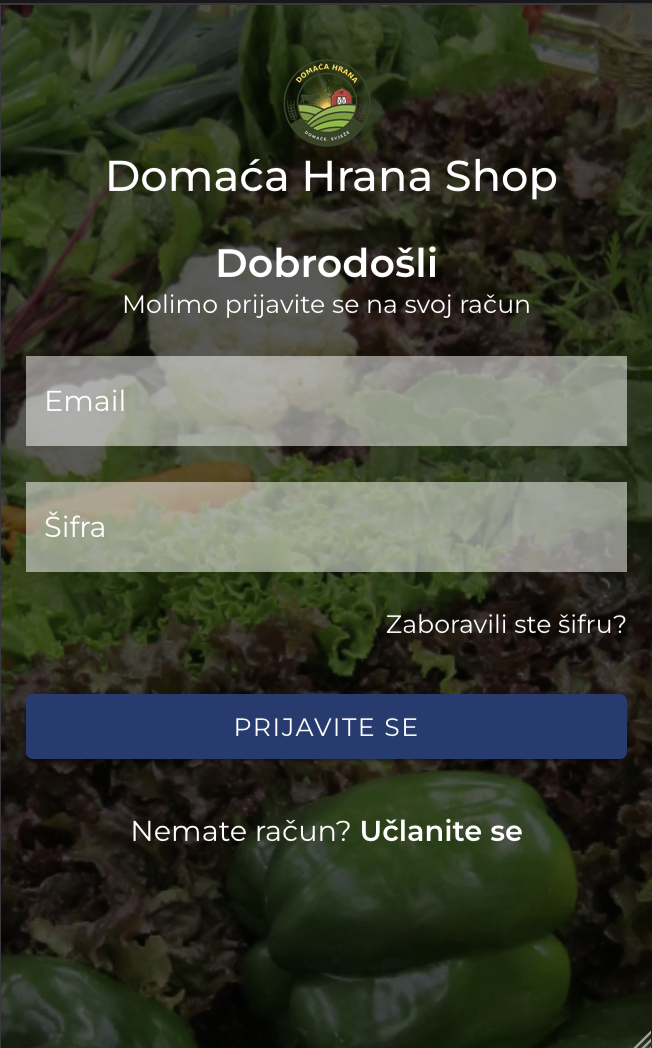 DOMAĆA HRANA
DOMAĆE SVJEŽE
Domaća Hrana Shop
Dobrodošli
Molimo prijavite se na svoj račun
Email
Šifra
Zaboravili ste šifru?
PRIJAVITE SE
Nemate račun? Učlanite se